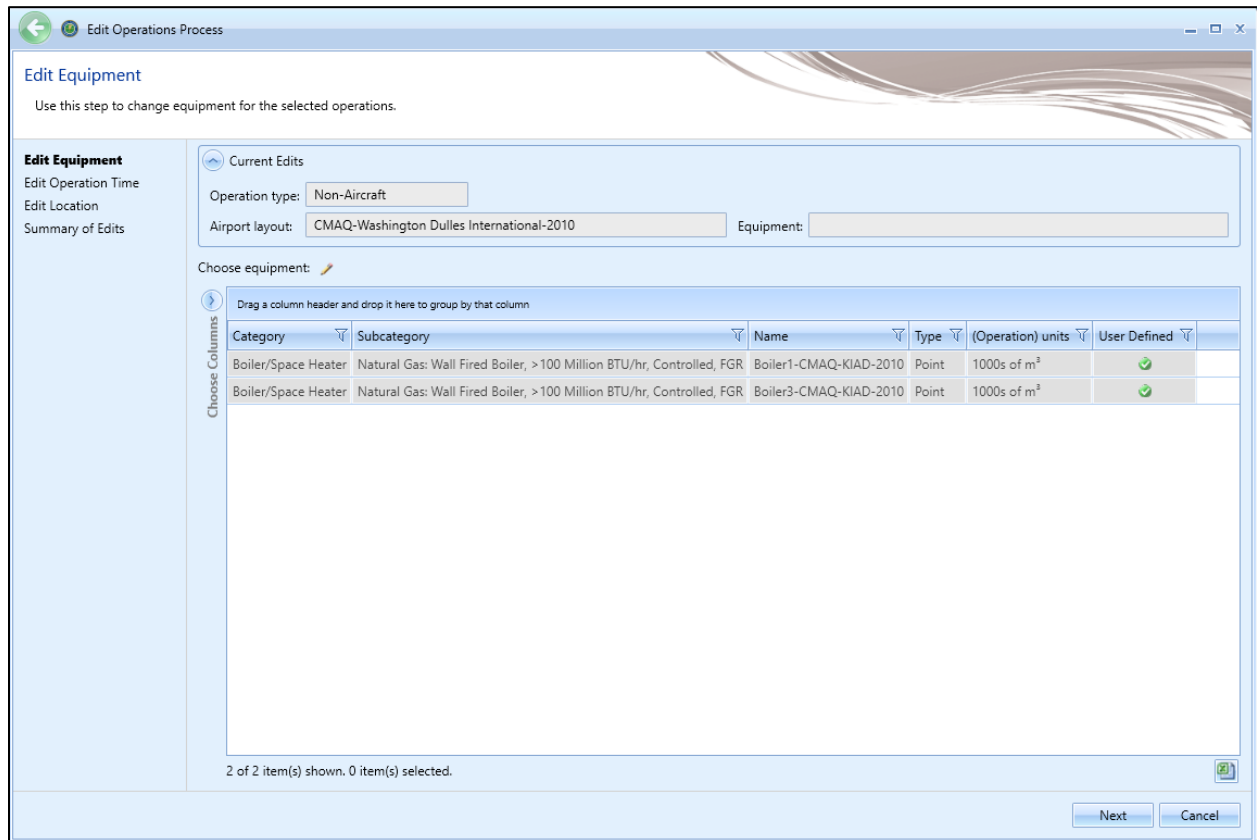 Edit Operations Process
Edit Equipment
Use this step to change equipment for the selected operations.
Edit Equipment
Edit Operation Time
Edit Location
Summary of Edits
Current Edits
Operation type: Non-Aircraft
Airport layout: CMAQ-Washington Dulles International-2010 Equipment:
Choose equipment:
Choose Columns
Drag a column header and drop it here to group by that column
Category Subcategory Name Type (Operation) units User Defined
Boiler/Space Heater Natural Gas: Wall Fired Boiler, >100 Million BTU/hr, Controlled, FGR Boiler1-CMAQ-KIAD-2010 Point 1000s of m³
Boiler/Space Heater Natural Gas: Wall Fired Boiler, >100 Million BTU/hr, Controlled, FGR Boiler3-CMAQ-KIAD-2010 Point 1000s of m³
2 of 2 item(s) shown. 0 item(s) selected.
Next Cancel